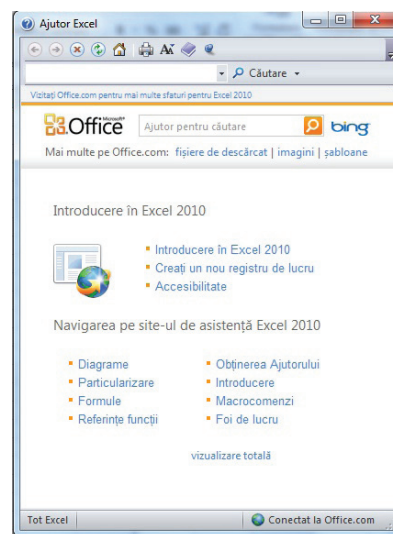 Ajutor Excel
Căutare
Vizitați Office.com pentru mai multe sfaturi pentru Excel 2010
Microsoft®
Office
Ajutor pentru căutare
bing
Mai multe pe Office.com: fișiere de descărcat | imagini | șabloane
Introducere în Excel 2010
Introducere în Excel 2010
Creați un nou registru de lucru
Accesibilitate
Navigarea pe site-ul de asistență Excel 2010
Diagrame
Particularizare
Formule
Referințe funcții
Obținerea Ajutorului
Introducere
Macrocomenzi
Foi de lucru
vizualizare totală
Tot Excel
Conectat la Office.com